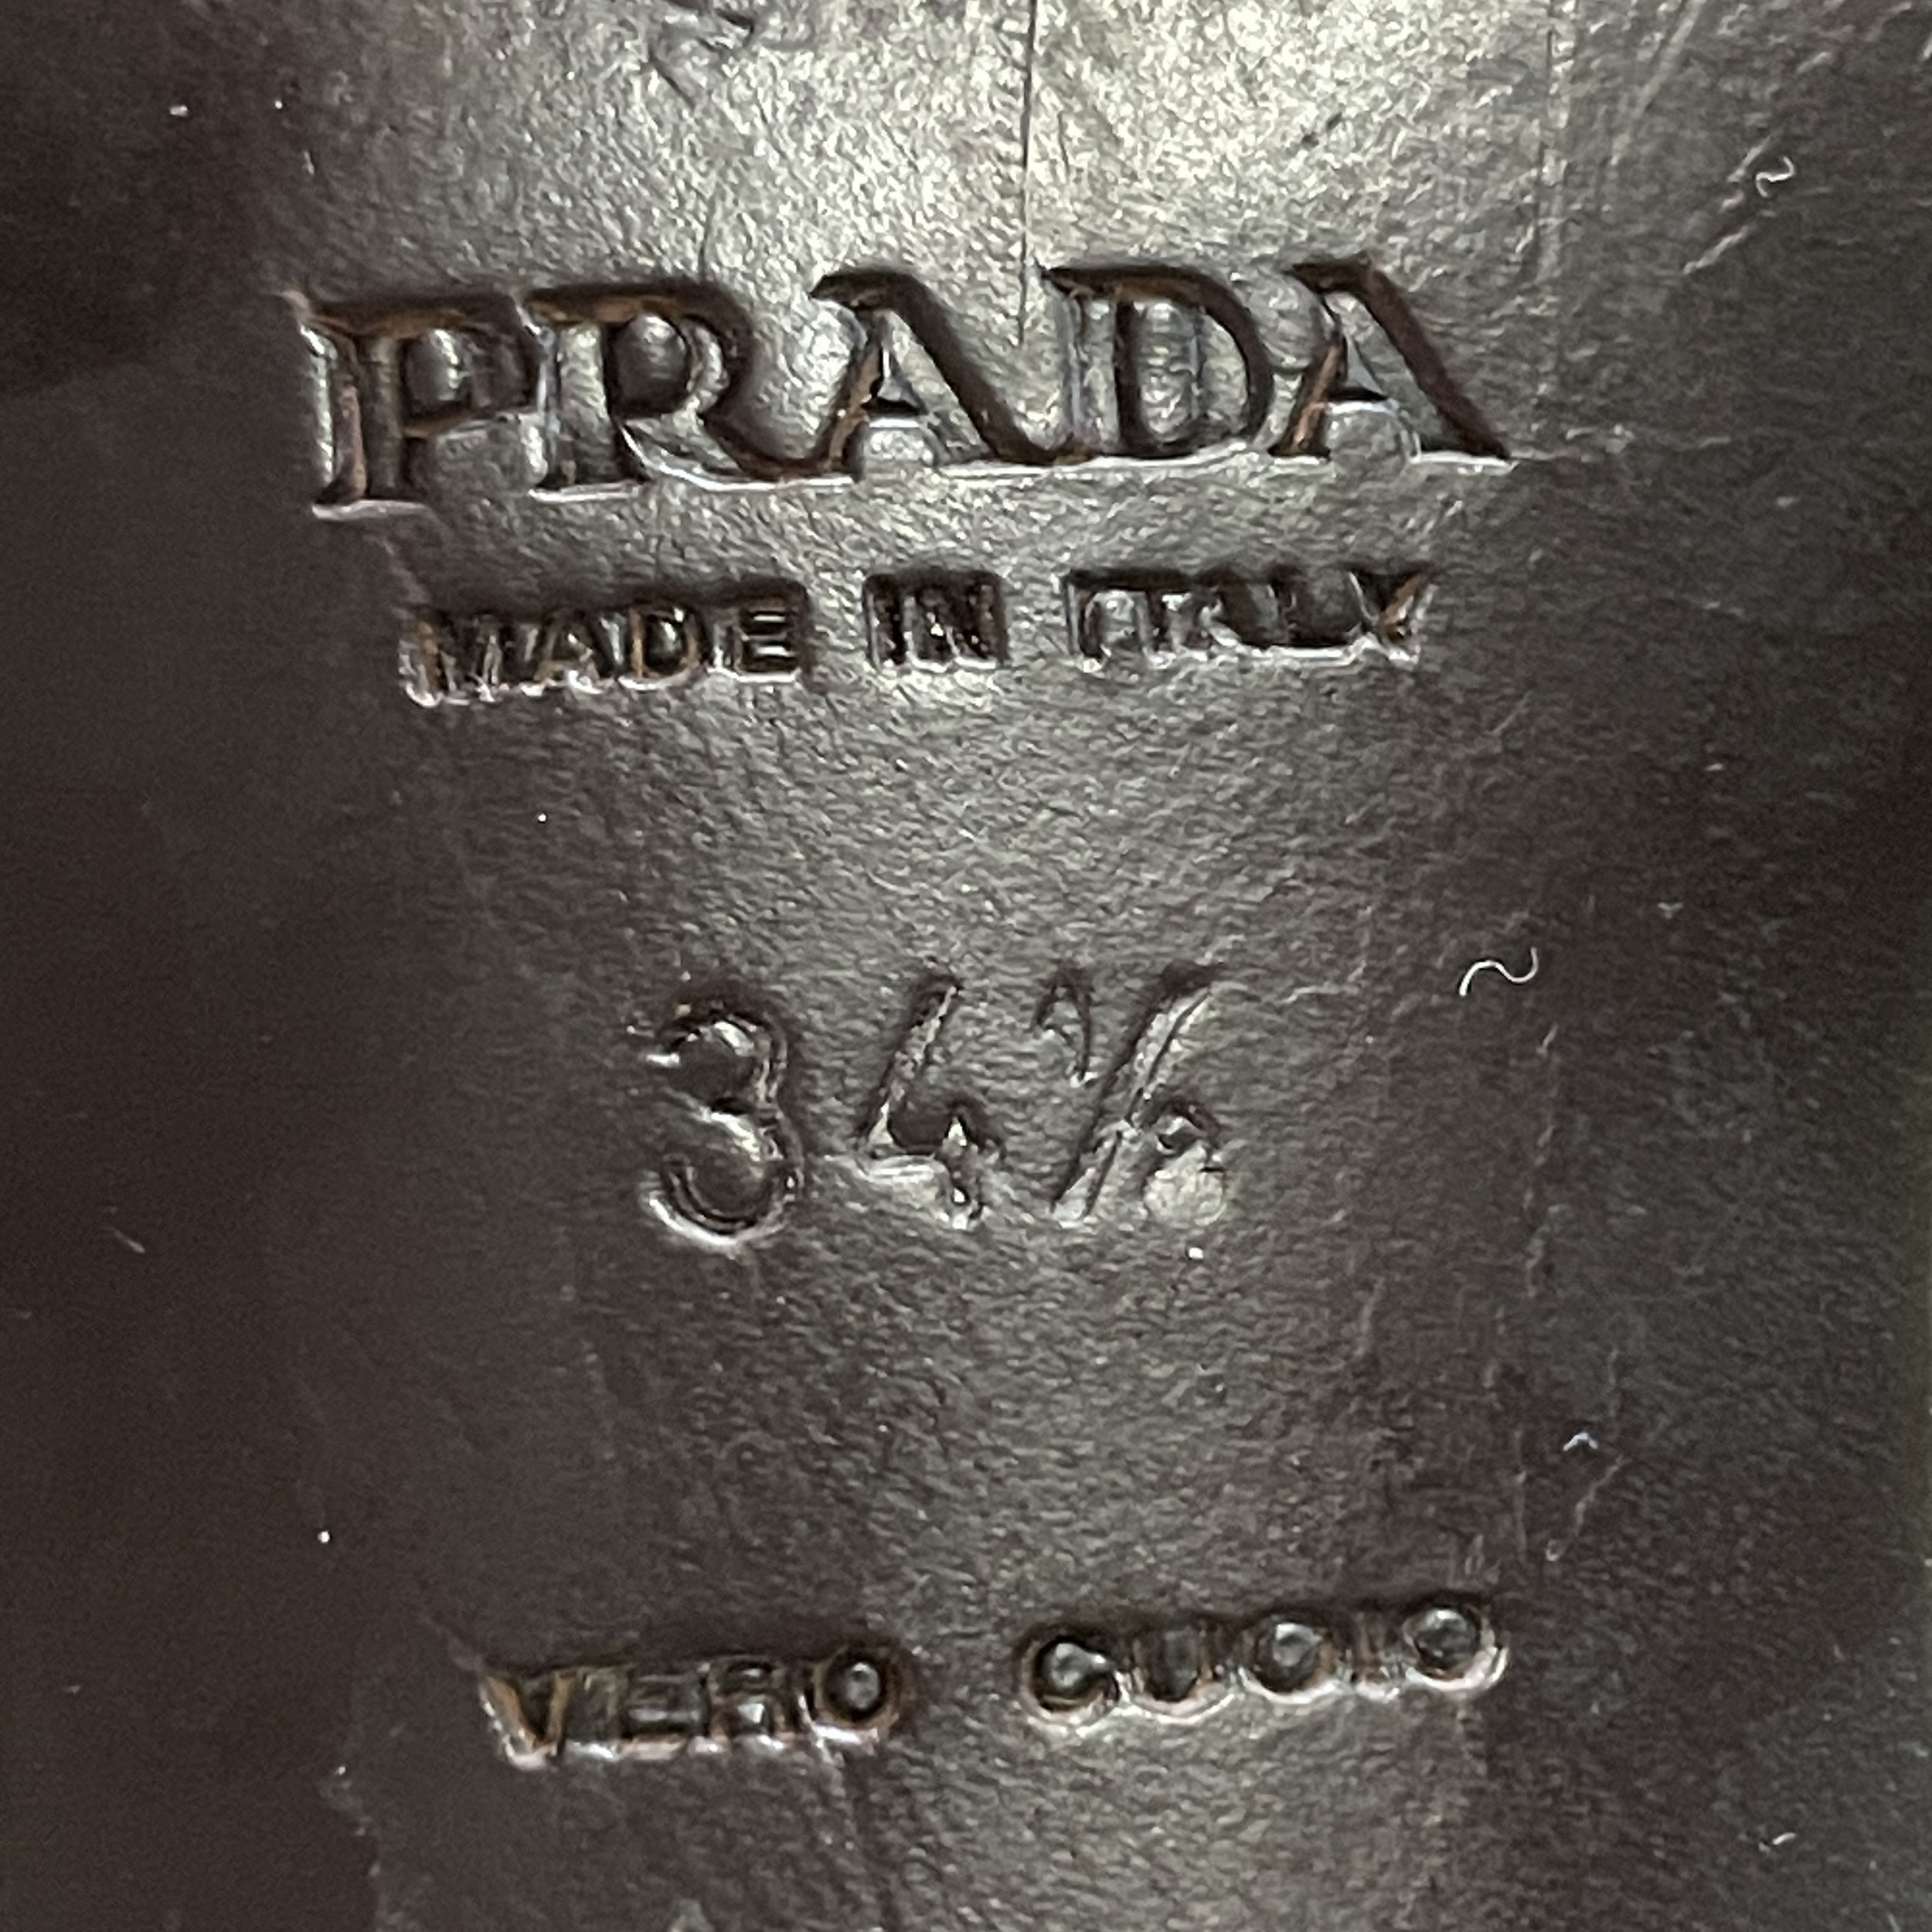 PRADA
MADE IN ITALY
34½
VERO CUOIO